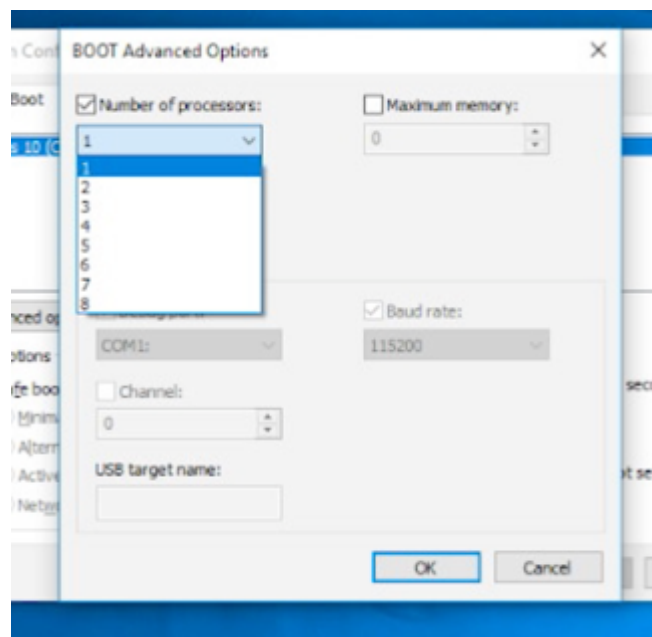 BOOT Advanced Options
Boot
Number of processors:
Maximum memory:
1
0
s 10 (C
1
2
3
4
5
6
7
8
Baud rate:
COM1:
115200
Channel:
0
USB target name:
OK
Cancel